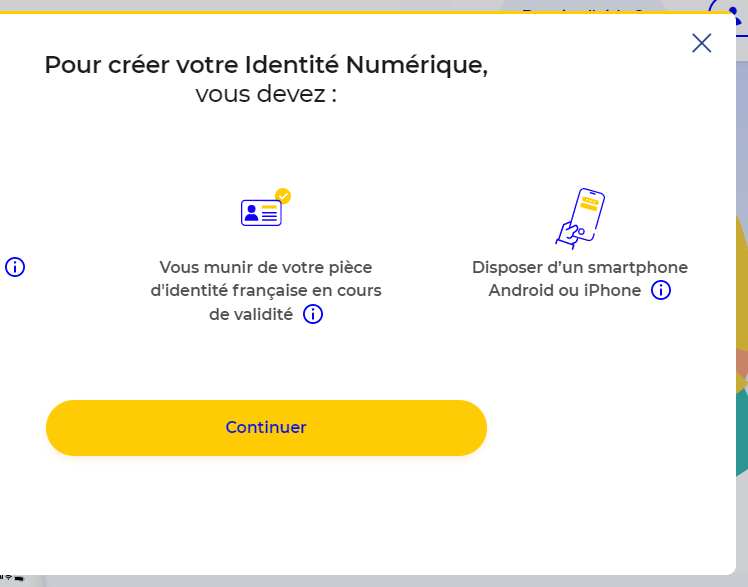 Pour créer votre Identité Numérique,
vous devez :
Vous munir de votre pièce
d'identité française en cours
de validité
Disposer d’un smartphone
Android ou iPhone
Continuer